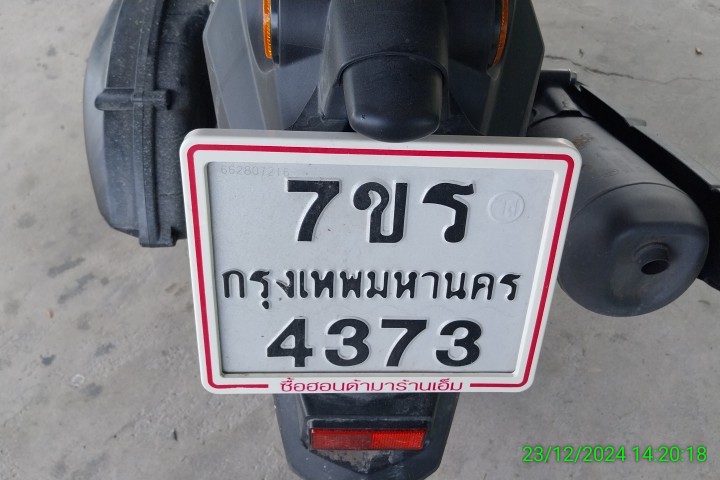 662807216
7ขร
กรุงเทพมหานคร
4373
ซื้อฮอนด้ามาร้านเอ็ม
23/12/2024 14:20:18